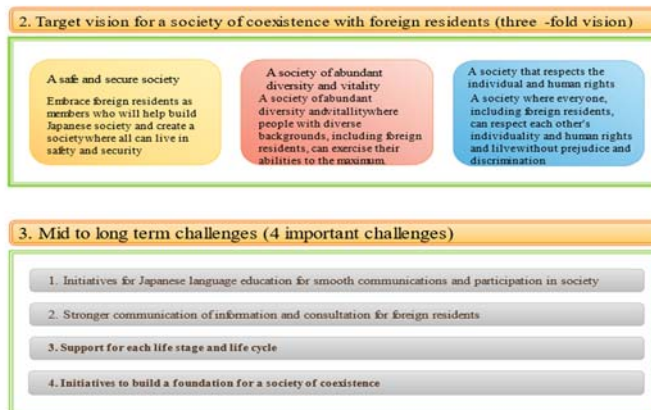 2. Target vision for a society of coexistence with foreign residents (three -fold vision)
A safe and secure society
Embrace foreign residents as
members who will help build
Japanese society and create a
society where all can live in
safety and security
A society of abundant
diversity and vitality
A society of abundant
diversity andvitallitywhere
people with diverse
backgrounds, including foreign
residents, can exercise their
abilities to the maximum.
A society that respects the
individual and human rights
A society where everyone,
including foreign residents,
can respect each other's
individuality and human rights
and lilvewithout prejudice and
discrimination
3. Mid to long term challenges (4 important challenges)
1. Initiatives for Japanese language education for smooth communications and participation in society
2. Stronger communication of information and consultation for foreign residents
3. Support for each life stage and life cycle
4. Initiatives to build a foundation for a society of coexistence